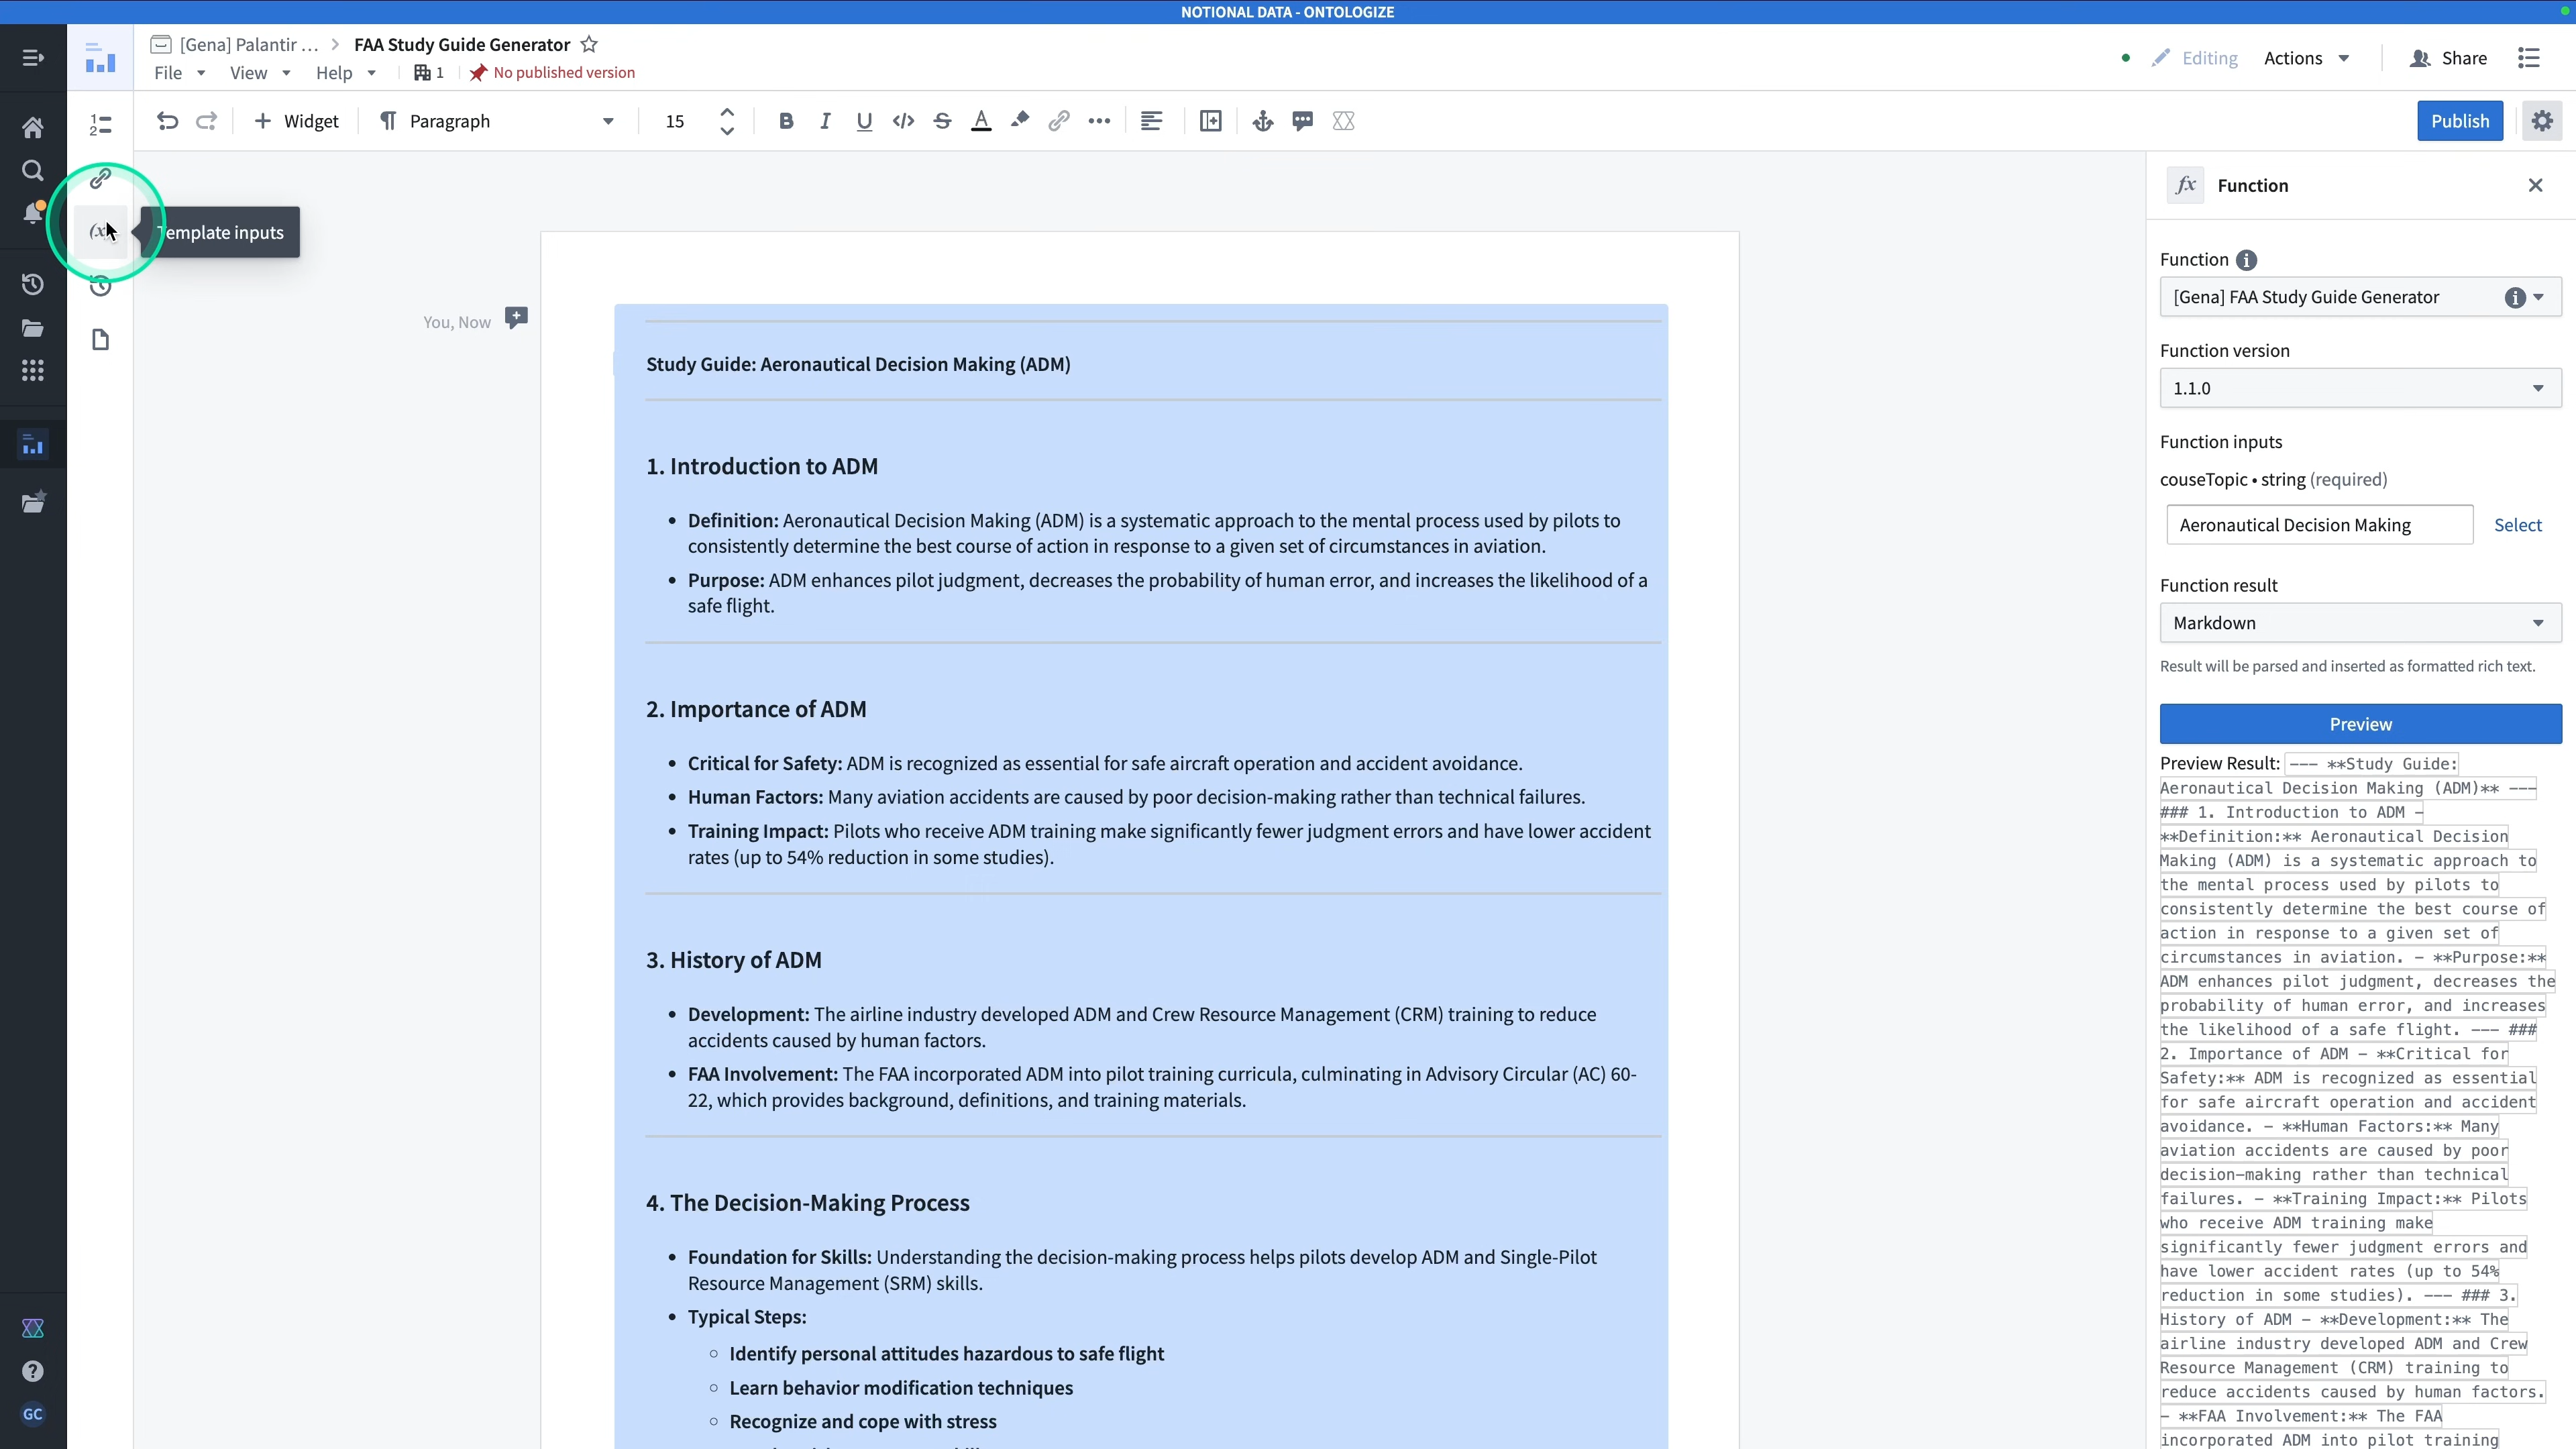 NOTIONAL DATA - ONTOLOGIZE
[Gena] Palantir ...
FAA Study Guide Generator
File
View
Help
1
No published version
Editing
Actions
Share
Widget
Paragraph
15
Publish
Template inputs
You, Now
Study Guide: Aeronautical Decision Making (ADM)
1. Introduction to ADM
• Definition: Aeronautical Decision Making (ADM) is a systematic approach to the mental process used by pilots to
consistently determine the best course of action in response to a given set of circumstances in aviation.
• Purpose: ADM enhances pilot judgment, decreases the probability of human error, and increases the likelihood of a
safe flight.
2. Importance of ADM
• Critical for Safety: ADM is recognized as essential for safe aircraft operation and accident avoidance.
• Human Factors: Many aviation accidents are caused by poor decision-making rather than technical failures.
• Training Impact: Pilots who receive ADM training make significantly fewer judgment errors and have lower accident
rates (up to 54% reduction in some studies).
3. History of ADM
• Development: The airline industry developed ADM and Crew Resource Management (CRM) training to reduce
accidents caused by human factors.
• FAA Involvement: The FAA incorporated ADM into pilot training curricula, culminating in Advisory Circular (AC) 60-
22, which provides background, definitions, and training materials.
4. The Decision-Making Process
• Foundation for Skills: Understanding the decision-making process helps pilots develop ADM and Single-Pilot
Resource Management (SRM) skills.
• Typical Steps:
◦ Identify personal attitudes hazardous to safe flight
◦ Learn behavior modification techniques
◦ Recognize and cope with stress
fx Function
Function
[Gena] FAA Study Guide Generator
Function version
1.1.0
Function inputs
couseTopic • string (required)
Aeronautical Decision Making
Select
Function result
Markdown
Result will be parsed and inserted as formatted rich text.
Preview
Preview Result: --- **Study Guide:
Aeronautical Decision Making (ADM)** ---
### 1. Introduction to ADM -
**Definition:** Aeronautical Decision
Making (ADM) is a systematic approach to
the mental process used by pilots to
consistently determine the best course of
action in response to a given set of
circumstances in aviation. - **Purpose:**
ADM enhances pilot judgment, decreases the
probability of human error, and increases
the likelihood of a safe flight. --- ###
2. Importance of ADM - **Critical for
Safety:** ADM is recognized as essential
for safe aircraft operation and accident
avoidance. - **Human Factors:** Many
aviation accidents are caused by poor
decision-making rather than technical
failures. - **Training Impact:** Pilots
who receive ADM training make
significantly fewer judgment errors and
have lower accident rates (up to 54%
reduction in some studies). --- ### 3.
History of ADM - **Development:** The
airline industry developed ADM and Crew
Resource Management (CRM) training to
reduce accidents caused by human factors.
- **FAA Involvement:** The FAA
incorporated ADM into pilot training
GC